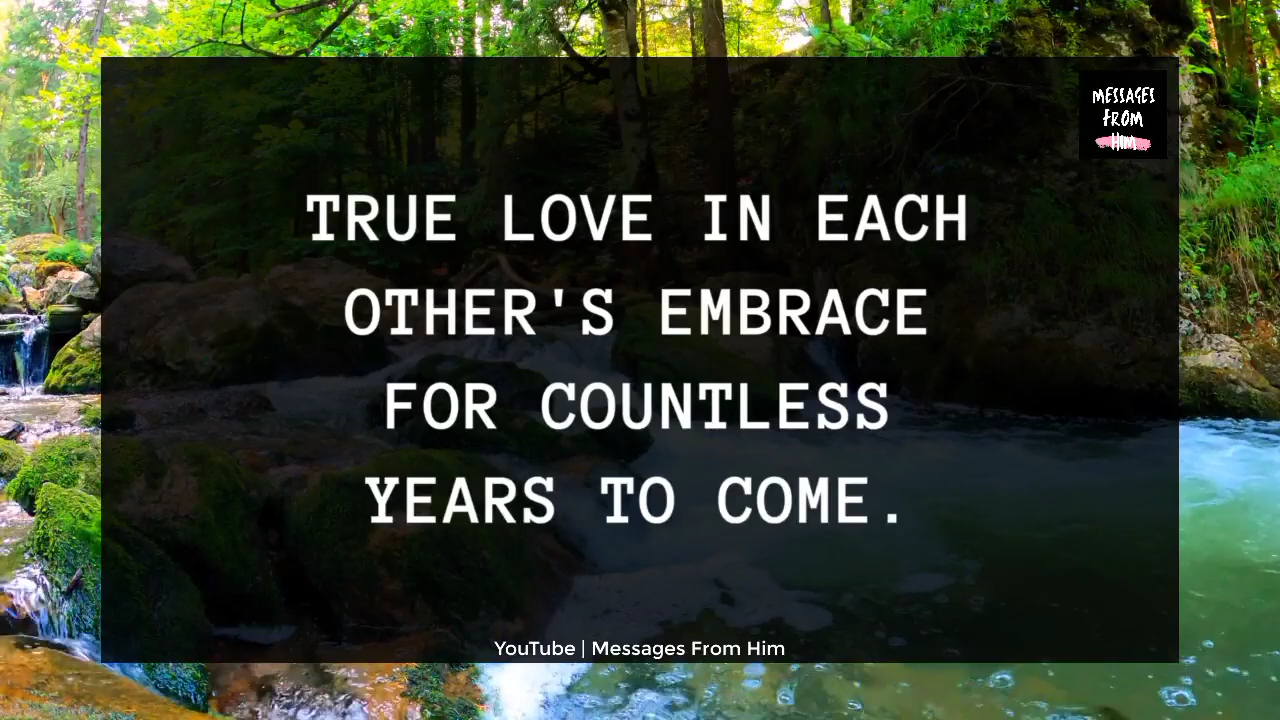 MESSAGES
FROM
HIM
TRUE LOVE IN EACH
OTHER'S EMBRACE
FOR COUNTLESS
YEARS TO COME.
YouTube | Messages From Him